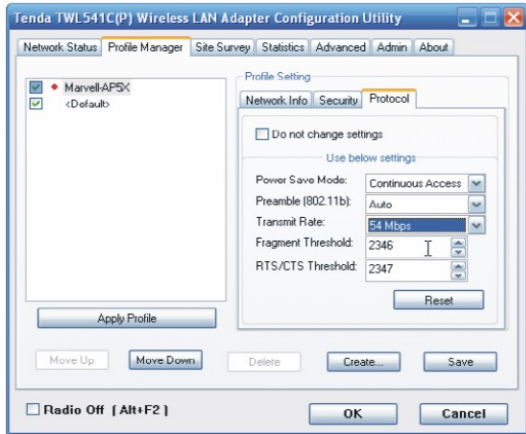 Tenda TWL541C(P) Wireless LAN Adapter Configuration Utility
Network Status Profile Manager Site Survey Statistics Advanced Admin About
Marvell-AP5X
<Default>
Apply Profile
Profile Setting
Network Info Security Protocol
Do not change settings
Use below settings
Power Save Mode: Continuous Access
Preamble (802.11b): Auto
Transmit Rate: 54 Mbps
Fragment Threshold: 2346
RTS/CTS Threshold: 2347
Reset
Move Up Move Down Delete Create... Save
Radio Off [Alt+F2]
OK Cancel